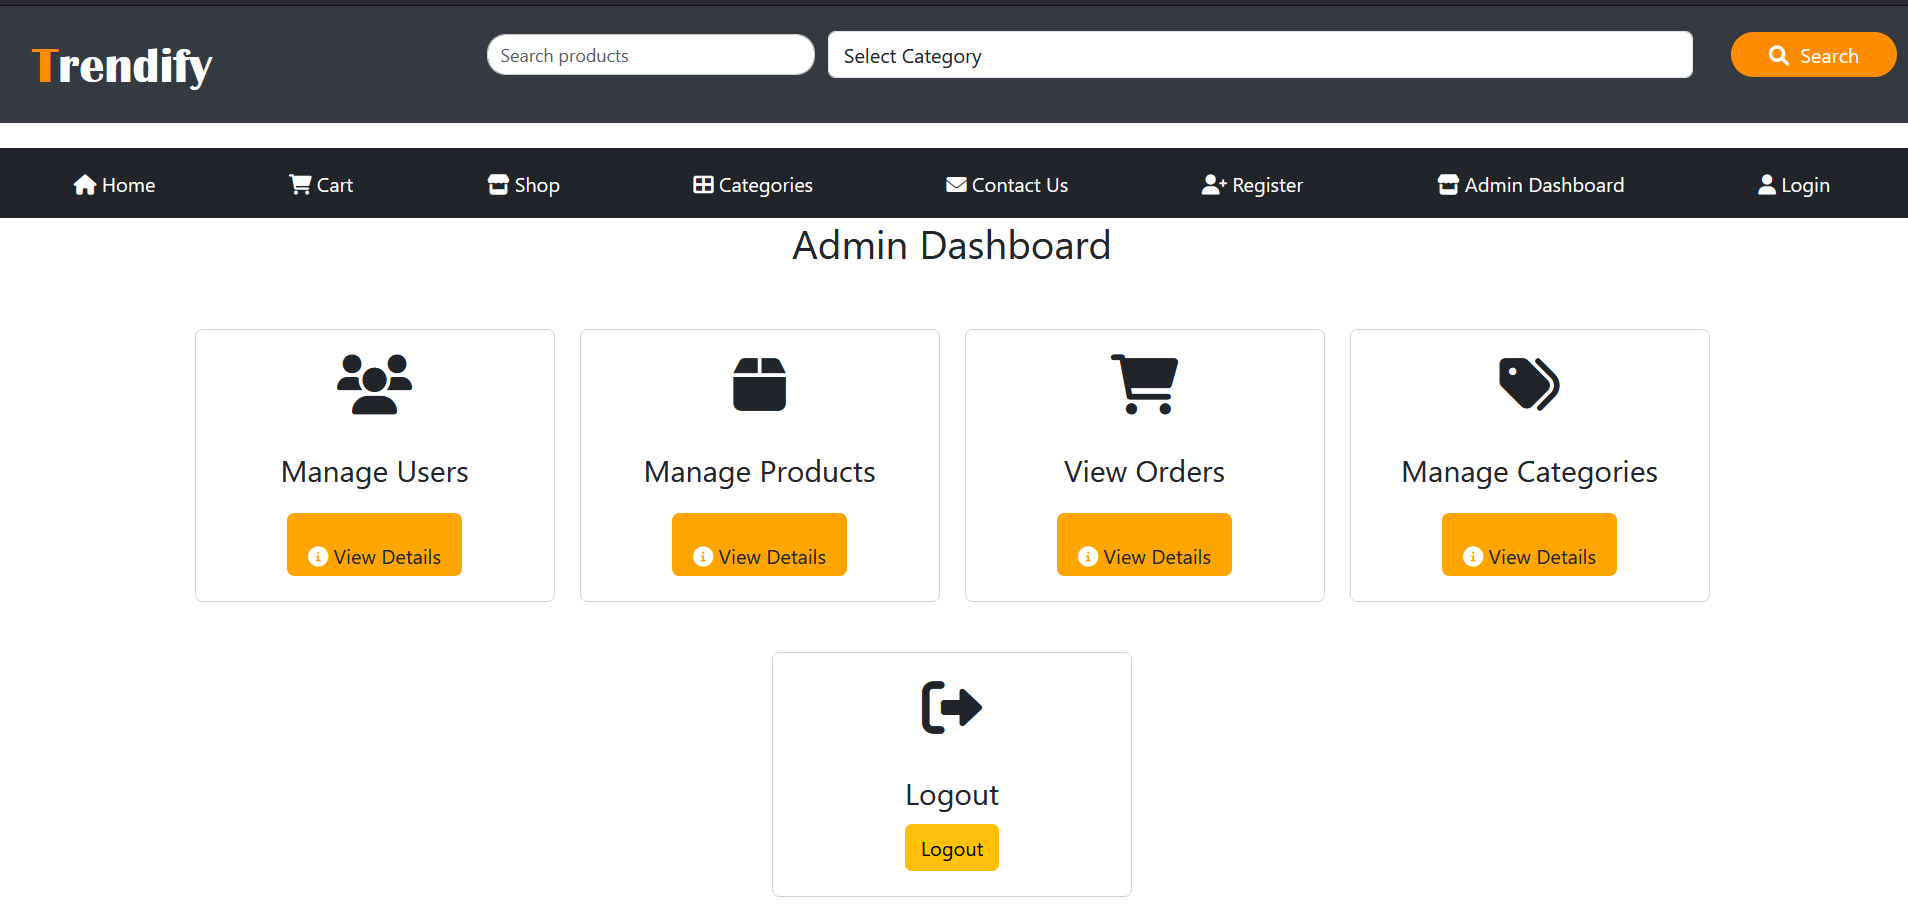 Trendify
Search products
Select Category
Search
Home
Cart
Shop
Categories
Contact Us
Register
Admin Dashboard
Login
Admin Dashboard
Manage Users
View Details
Manage Products
View Details
View Orders
View Details
Manage Categories
View Details
Logout
Logout